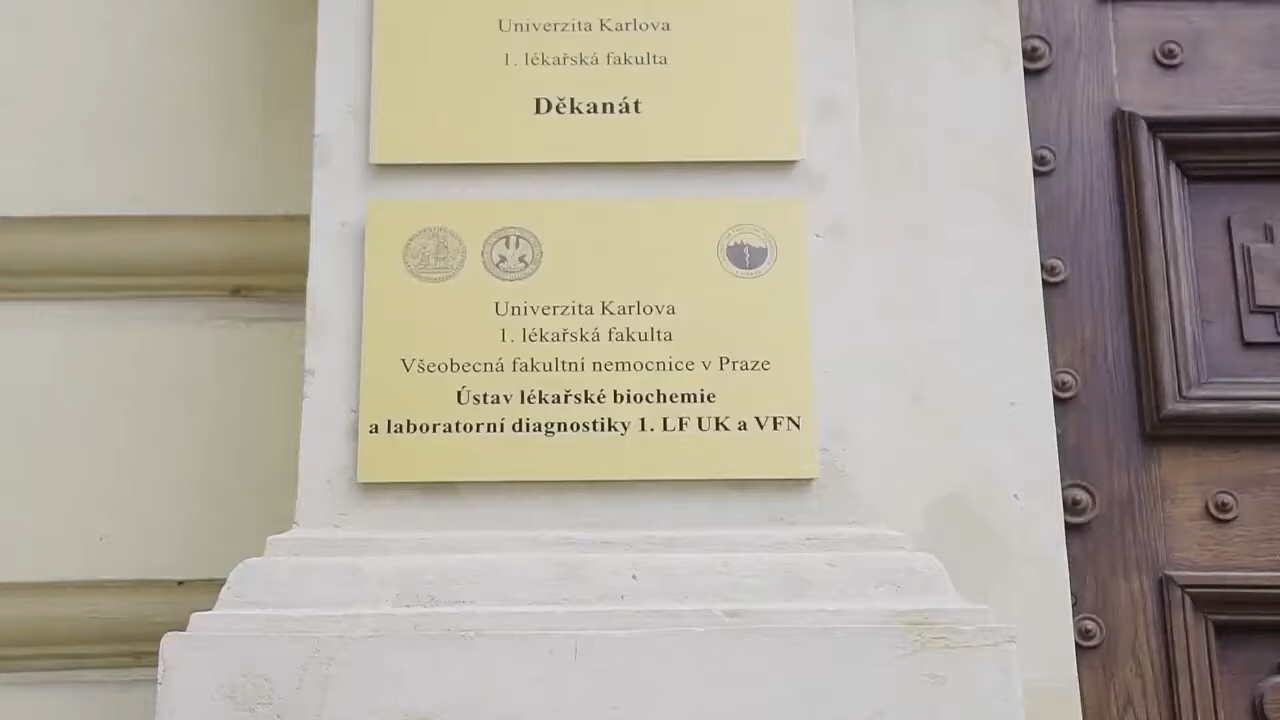 Univerzita Karlova
1. lékařská fakulta
Děkanát
Univerzita Karlova
1. lékařská fakulta
Všeobecná fakultní nemocnice v Praze
Ústav lékařské biochemie
a laboratorní diagnostiky 1. LF UK a VFN